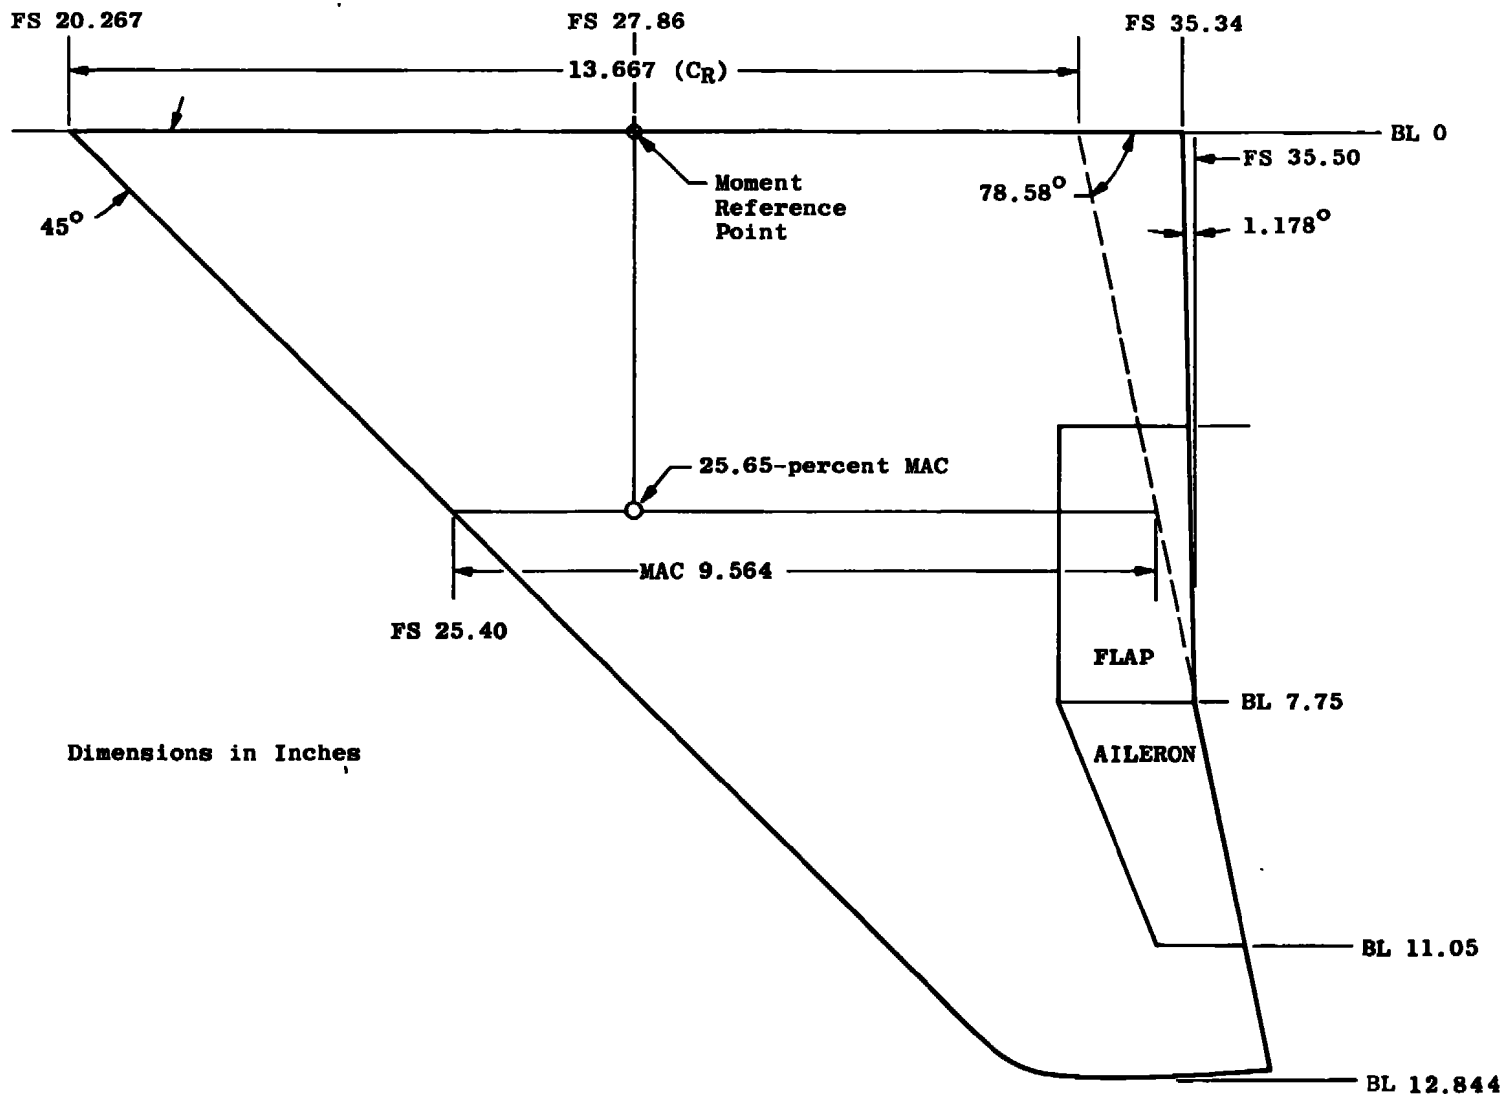 FS 20.267
FS 27.86
FS 35.34
13.667 (CR)
BL 0
FS 35.50
Moment
Reference
Point
78.58°
1.178°
45°
25.65-percent MAC
MAC 9.564
FS 25.40
FLAP
BL 7.75
Dimensions in Inches
AILERON
BL 11.05
BL 12.844